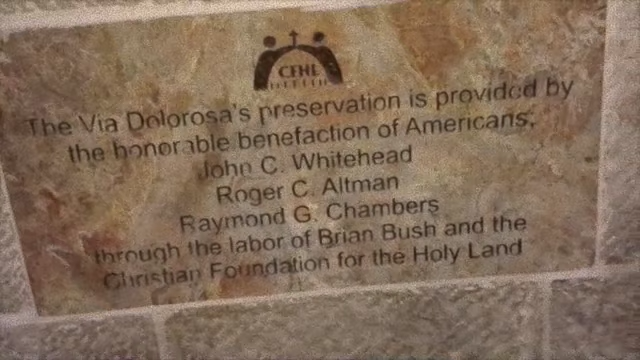 CFHL
The Via Dolorosa's preservation is provided by
the honorable benefaction of Americans,
John C. Whitehead
Roger C. Altman
Raymond G. Chambers
through the labor of Brian Bush and the
Christian Foundation for the Holy Land